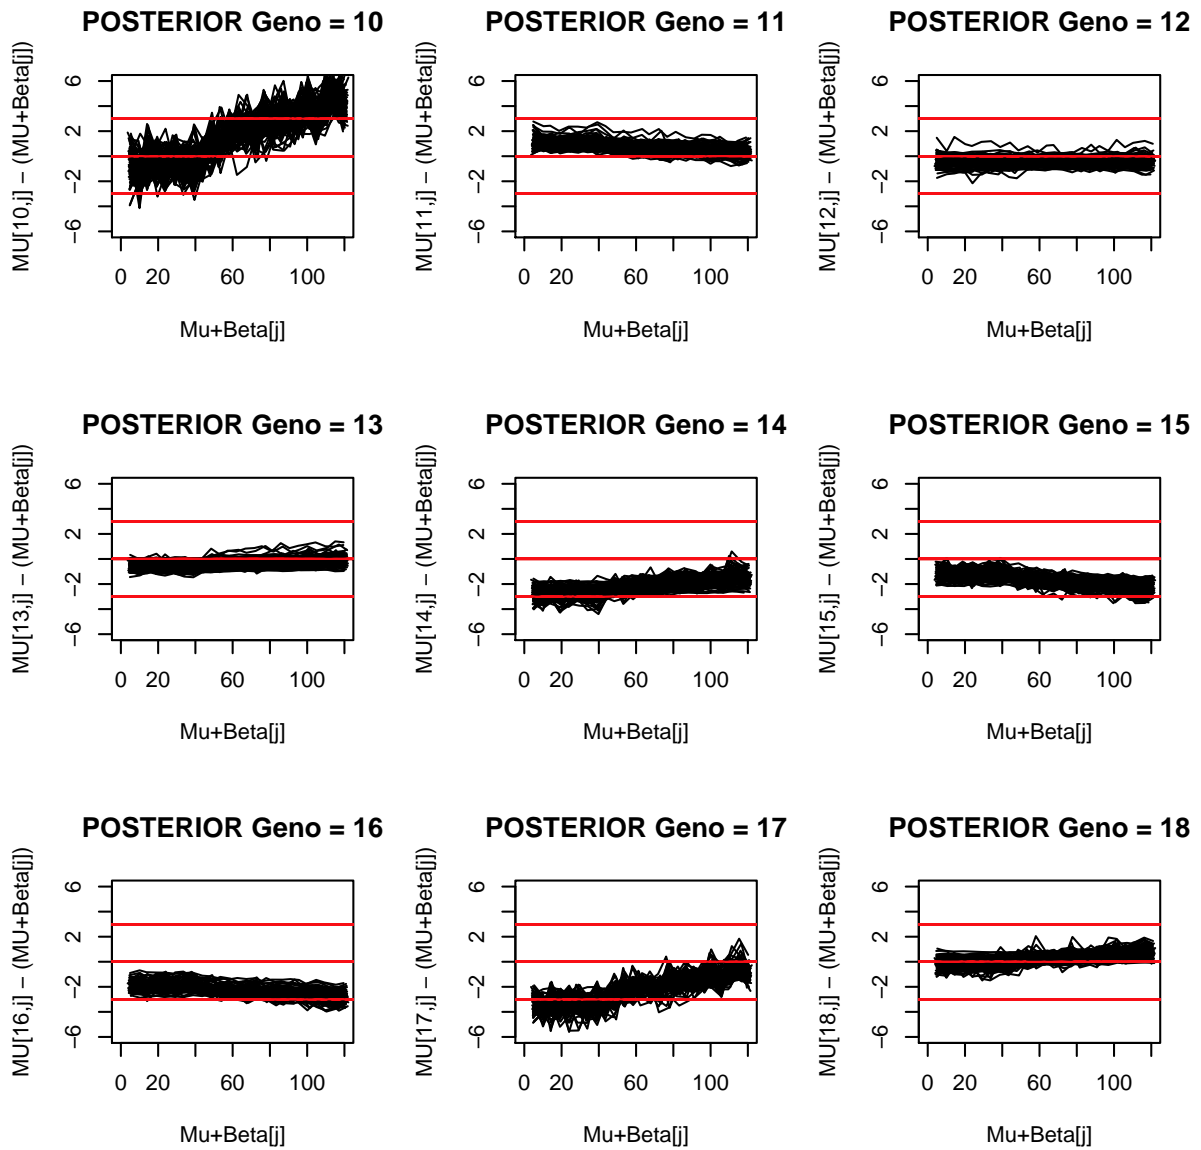 POSTERIOR Geno = 10
POSTERIOR Geno = 11
POSTERIOR Geno = 12
MU[10,j] − (MU+Beta[j])
6
2
−2
−6
0 20 60 100
Mu+Beta[j]
MU[11,j] − (MU+Beta[j])
6
2
−2
−6
0 20 60 100
Mu+Beta[j]
MU[12,j] − (MU+Beta[j])
6
2
−2
−6
0 20 60 100
Mu+Beta[j]
POSTERIOR Geno = 13
POSTERIOR Geno = 14
POSTERIOR Geno = 15
MU[13,j] − (MU+Beta[j])
6
2
−2
−6
0 20 60 100
Mu+Beta[j]
MU[14,j] − (MU+Beta[j])
6
2
−2
−6
0 20 60 100
Mu+Beta[j]
MU[15,j] − (MU+Beta[j])
6
2
−2
−6
0 20 60 100
Mu+Beta[j]
POSTERIOR Geno = 16
POSTERIOR Geno = 17
POSTERIOR Geno = 18
MU[16,j] − (MU+Beta[j])
6
2
−2
−6
0 20 60 100
Mu+Beta[j]
MU[17,j] − (MU+Beta[j])
6
2
−2
−6
0 20 60 100
Mu+Beta[j]
MU[18,j] − (MU+Beta[j])
6
2
−2
−6
0 20 60 100
Mu+Beta[j]